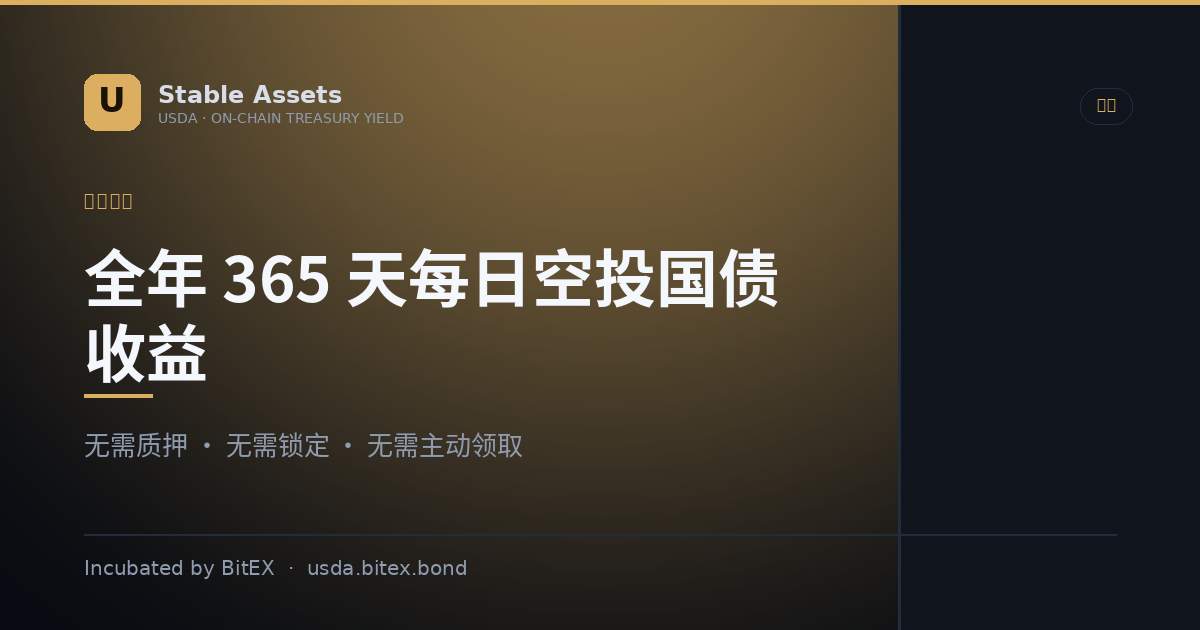 U
Stable Assets
USDA · ON-CHAIN TREASURY YIELD
全年 365 天每日空投国债
收益
无需质押 • 无需锁定 • 无需主动领取
Incubated by BitEX · usda.bitex.bond